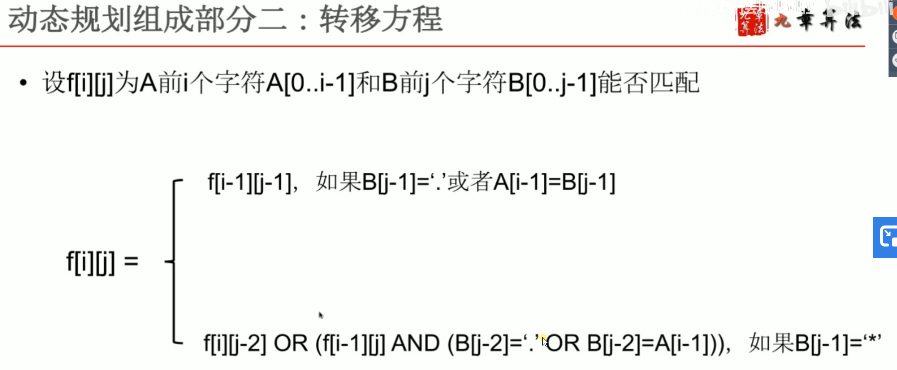 动态规划组成部分二：转移方程
九章算法
• 设f[i][j]为A前i个字符A[0..i-1]和B前j个字符B[0..j-1]能否匹配
f[i-1][j-1]，如果B[j-1]=‘.’或者A[i-1]=B[j-1]
f[i][j] =
f[i][j-2] OR (f[i-1][j] AND (B[j-2]=‘.’ OR B[j-2]=A[i-1]))，如果B[j-1]=‘*’